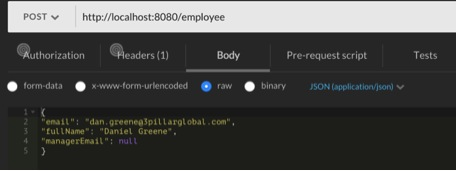 POST http://localhost:8080/employee
Authorization Headers (1) Body Pre-request script Tests
form-data x-www-form-urlencoded raw binary JSON (application/json)
1 {
2 "email": "dan.greene@3pillarglobal.com",
3 "fullName": "Daniel Greene",
4 "managerEmail": null
5 }